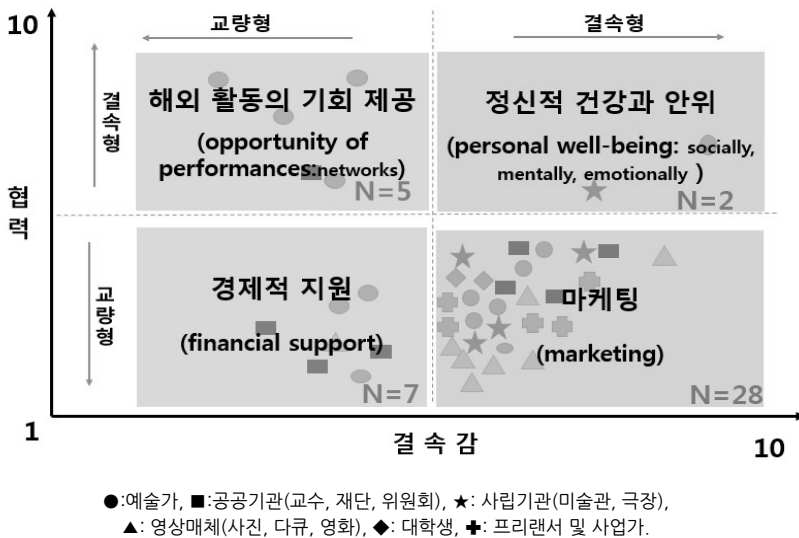 10
교량형
결속형
결속형
해외 활동의 기회 제공
(opportunity of
performances:networks)
N=5
정신적 건강과 안위
(personal well-being: socially,
mentally, emotionally )
N=2
협력
교량형
경제적 지원
(financial support)
N=7
마케팅
(marketing)
N=28
1
결 속 감
10
●:예술가, ■:공공기관(교수, 재단, 위원회), ★: 사립기관(미술관, 극장),
▲: 영상매체(사진, 다큐, 영화), ◆: 대학생, ✚: 프리랜서 및 사업가.